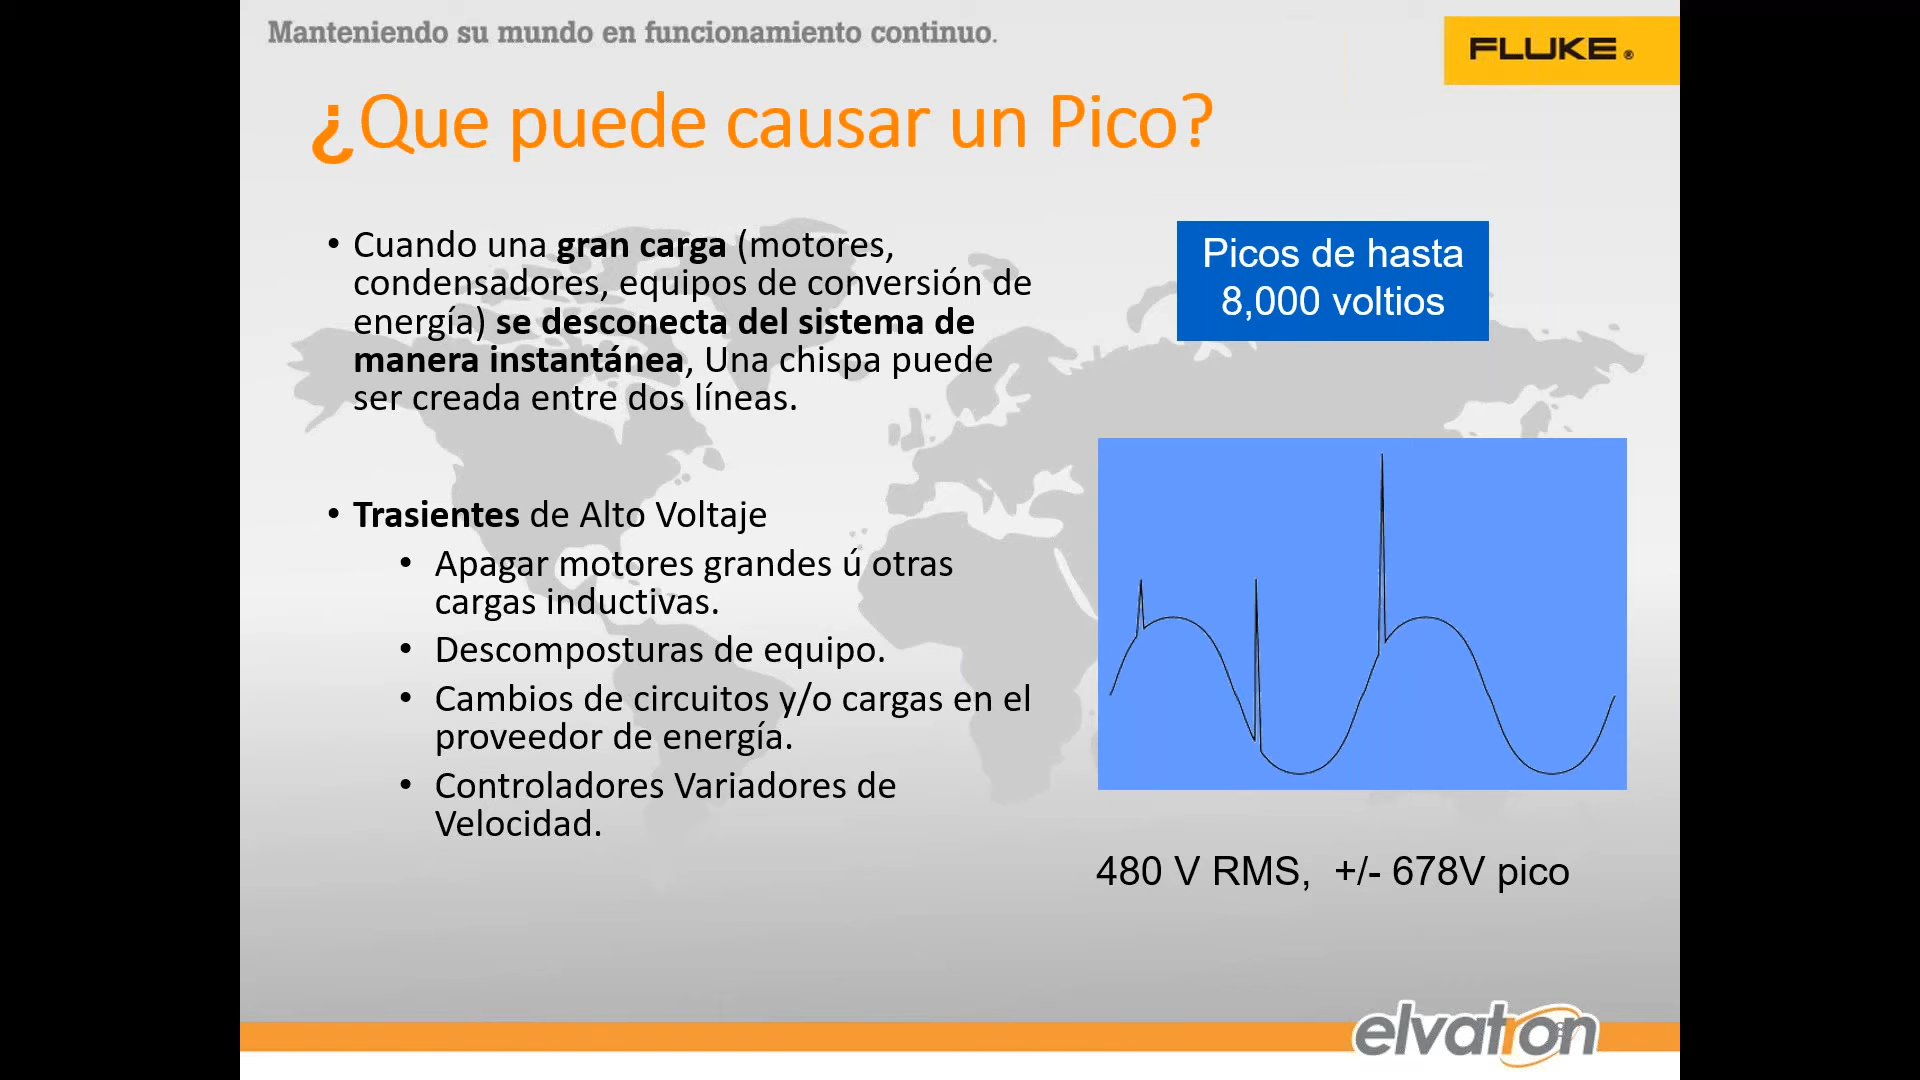 Manteniendo su mundo en funcionamiento continuo.
FLUKE®
¿Que puede causar un Pico?
• Cuando una gran carga (motores,
condensadores, equipos de conversión de
energía) se desconecta del sistema de
manera instantánea, Una chispa puede
ser creada entre dos líneas.
• Trasientes de Alto Voltaje
• Apagar motores grandes ú otras
cargas inductivas.
• Descomposturas de equipo.
• Cambios de circuitos y/o cargas en el
proveedor de energía.
• Controladores Variadores de
Velocidad.
Picos de hasta
8,000 voltios
480 V RMS, +/- 678V pico
elvatron